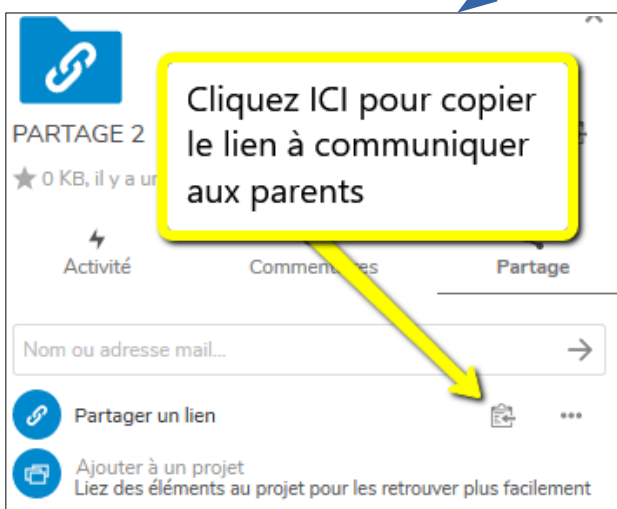 Cliquez ICI pour copier
le lien à communiquer
aux parents
PARTAGE 2
0 KB, il y a
Activité
Partage
Nom ou adresse mail...
Partager un lien
Ajouter à un projet
Liez des éléments au projet pour les retrouver plus facilement